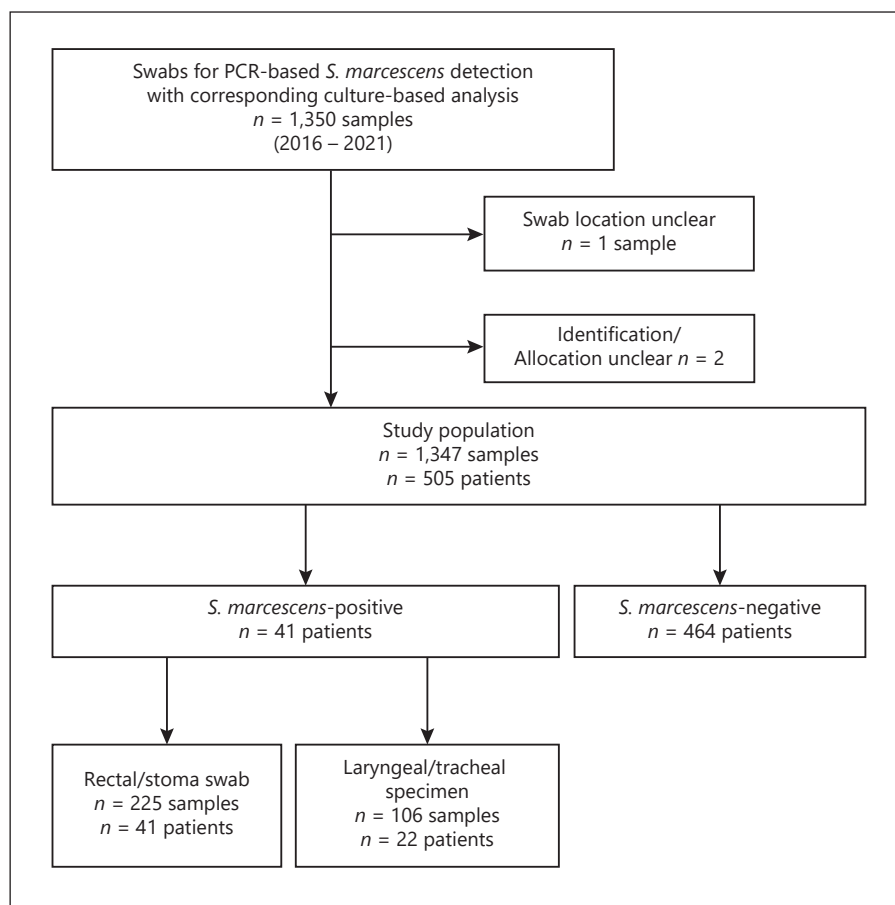 Swabs for PCR-based S. marcescens detection
with corresponding culture-based analysis
n = 1,350 samples
(2016 – 2021)
Swab location unclear
n = 1 sample
Identification/
Allocation unclear n = 2
Study population
n = 1,347 samples
n = 505 patients
S. marcescens-positive
n = 41 patients
S. marcescens-negative
n = 464 patients
Rectal/stoma swab
n = 225 samples
n = 41 patients
Laryngeal/tracheal
specimen
n = 106 samples
n = 22 patients